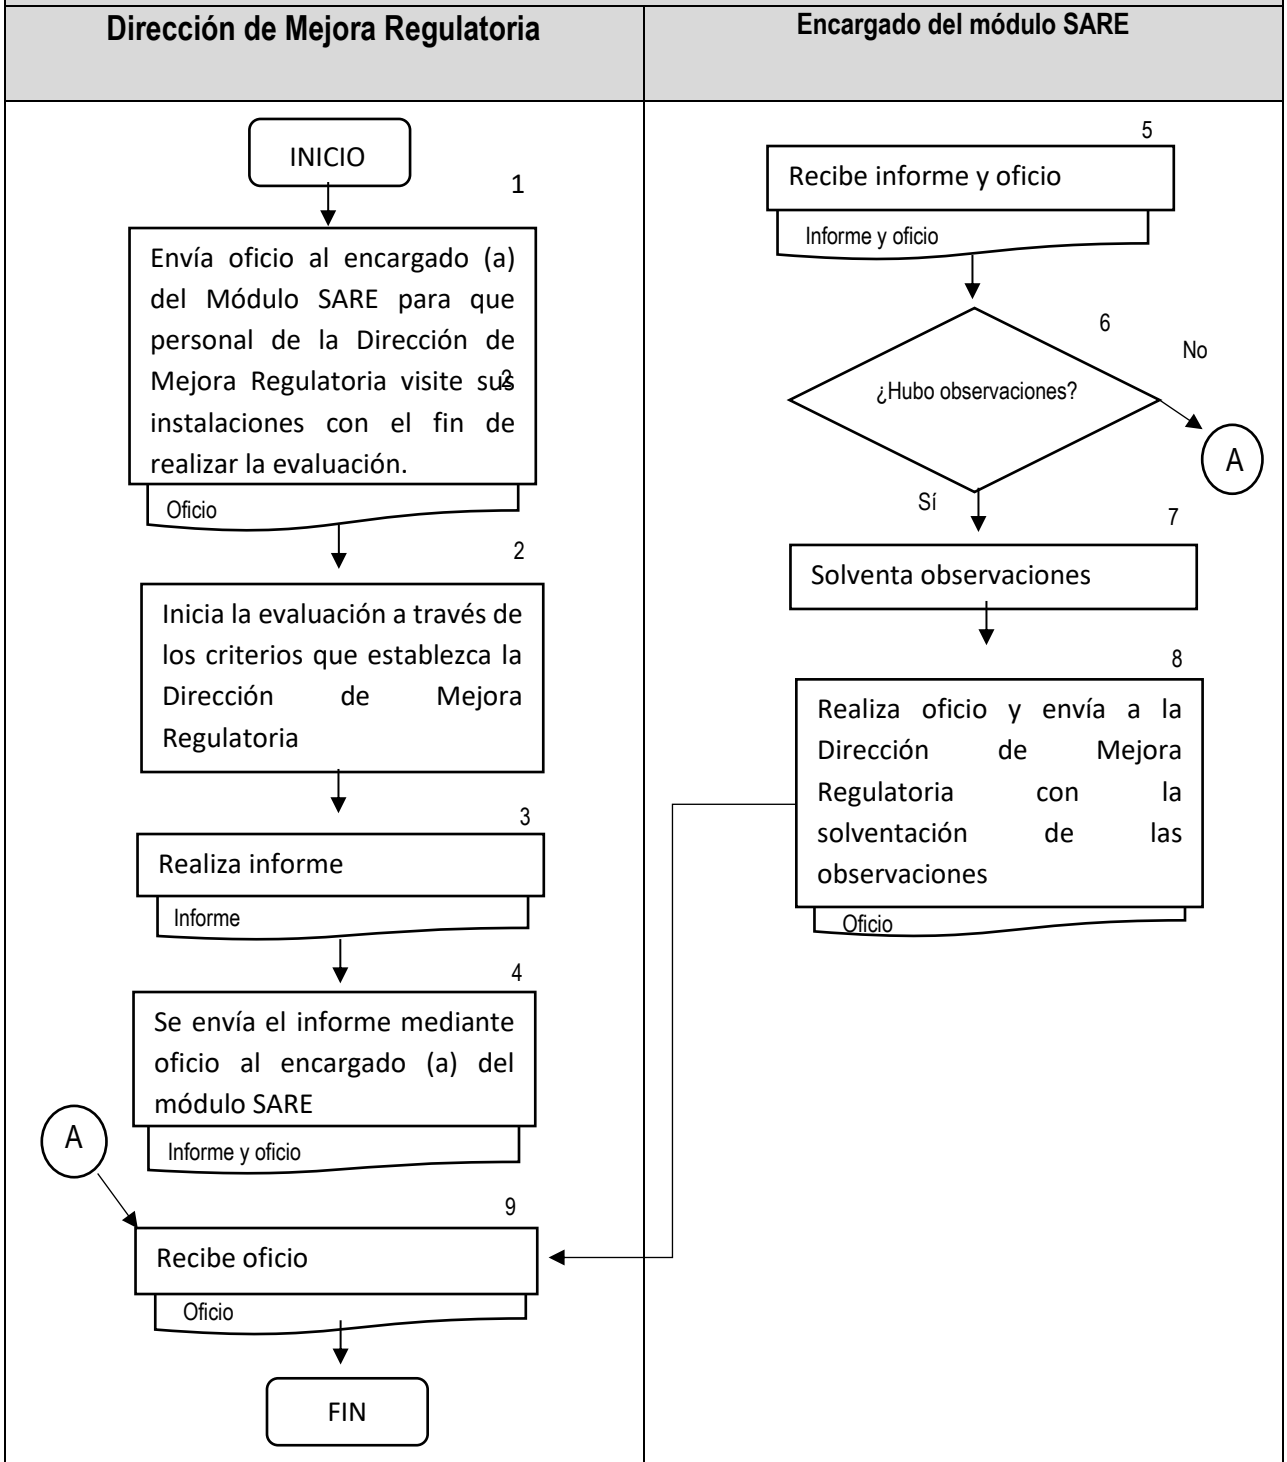 Dirección de Mejora Regulatoria
Encargado del módulo SARE
INICIO
1
Envía oficio al encargado (a)
del Módulo SARE para que
personal de la Dirección de
Mejora Regulatoria visite sus
2
instalaciones con el fin de
realizar la evaluación.
Oficio
2
Inicia la evaluación a través de
los criterios que establezca la
Dirección de Mejora
Regulatoria
3
Realiza informe
Informe
4
Se envía el informe mediante
oficio al encargado (a) del
módulo SARE
Informe y oficio
A
9
Recibe oficio
Oficio
FIN
5
Recibe informe y oficio
Informe y oficio
6
No
¿Hubo observaciones?
A
Sí
7
Solventa observaciones
8
Realiza oficio y envía a la
Dirección de Mejora
Regulatoria con la
solventación de las
observaciones
Oficio